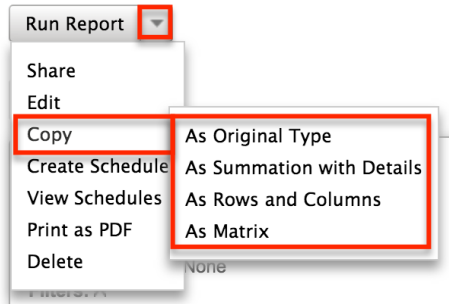 Run Report
Share
Edit
Copy
As Original Type
Create Schedule
As Summation with Details
View Schedules
As Rows and Columns
Print as PDF
As Matrix
Delete
None